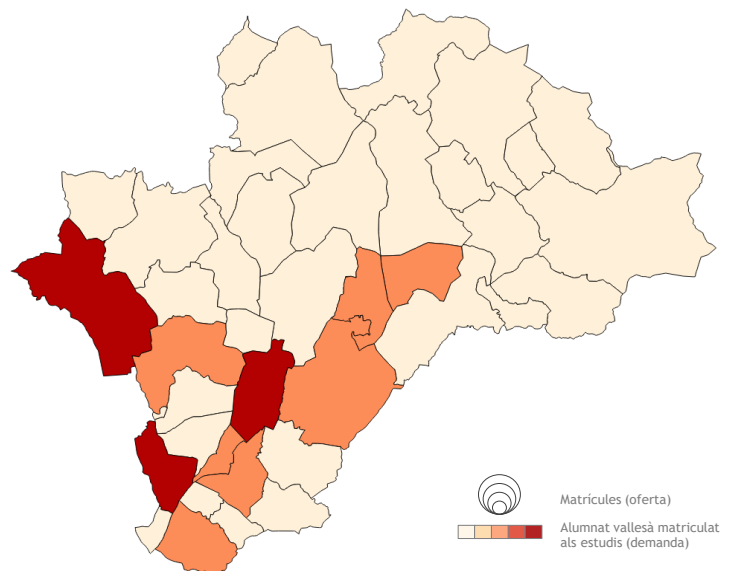 Matrícules (oferta)
Alumnat vallesà matriculat
als estudis (demanda)